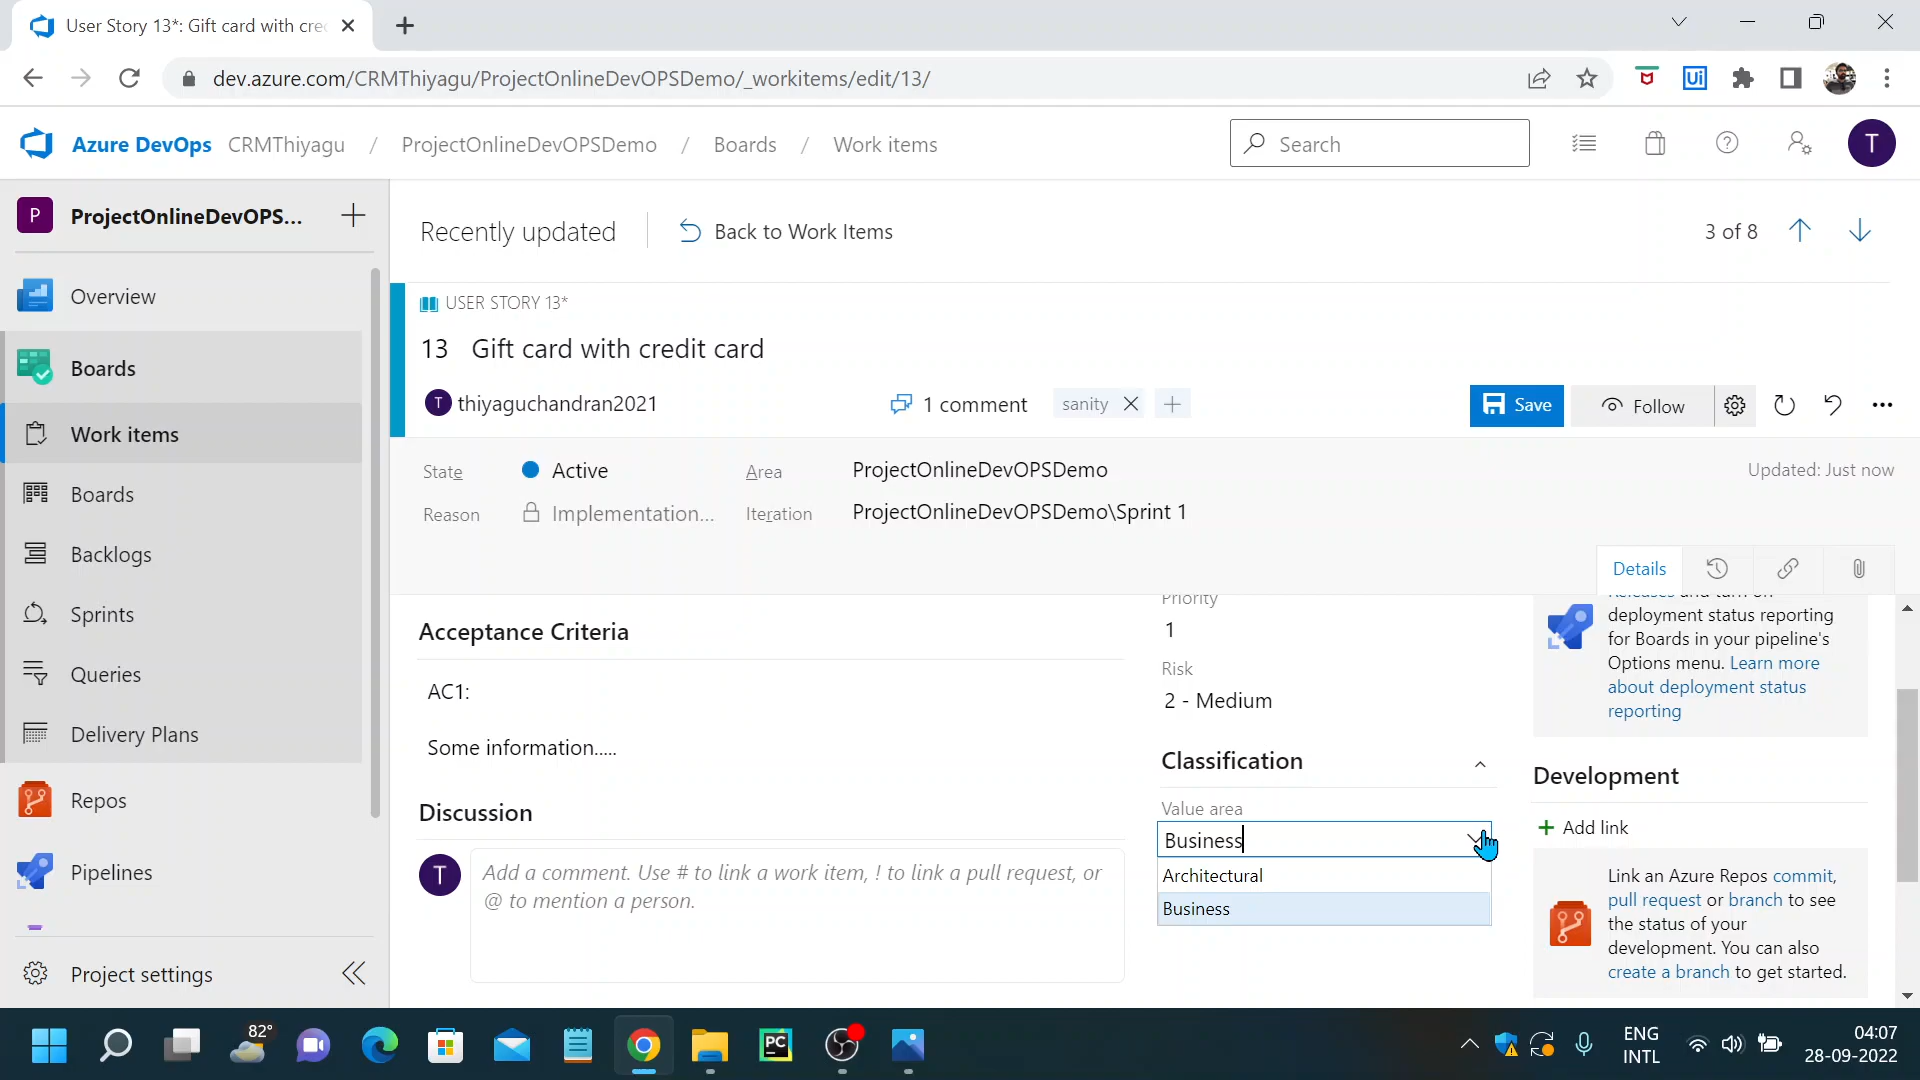 User Story 13*: Gift card with cre
dev.azure.com/CRMThiyagu/ProjectOnlineDevOPSDemo/_workitems/edit/13/
Ui
Azure DevOps CRMThiyagu / ProjectOnlineDevOPSDemo / Boards / Work items
Search
T
P ProjectOnlineDevOPS...
Overview
Boards
Work items
Boards
Backlogs
Sprints
Queries
Delivery Plans
Repos
Pipelines
Project settings
Recently updated
Back to Work Items
3 of 8
USER STORY 13*
13 Gift card with credit card
T thiyaguchandran2021
1 comment
sanity
Save
Follow
State Active
Area ProjectOnlineDevOPSDemo
Updated: Just now
Reason Implementation...
Iteration ProjectOnlineDevOPSDemo\Sprint 1
Details
Acceptance Criteria
AC1:
Some information.....
Discussion
T
Add a comment. Use # to link a work item, ! to link a pull request, or
@ to mention a person.
Priority
1
Risk
2 - Medium
Classification
Value area
Business
Architectural
Business
Releases and turn on
deployment status reporting
for Boards in your pipeline's
Options menu. Learn more
about deployment status
reporting
Development
Add link
Link an Azure Repos commit,
pull request or branch to see
the status of your
development. You can also
create a branch to get started.
82°
PC
ENG
INTL
04:07
28-09-2022